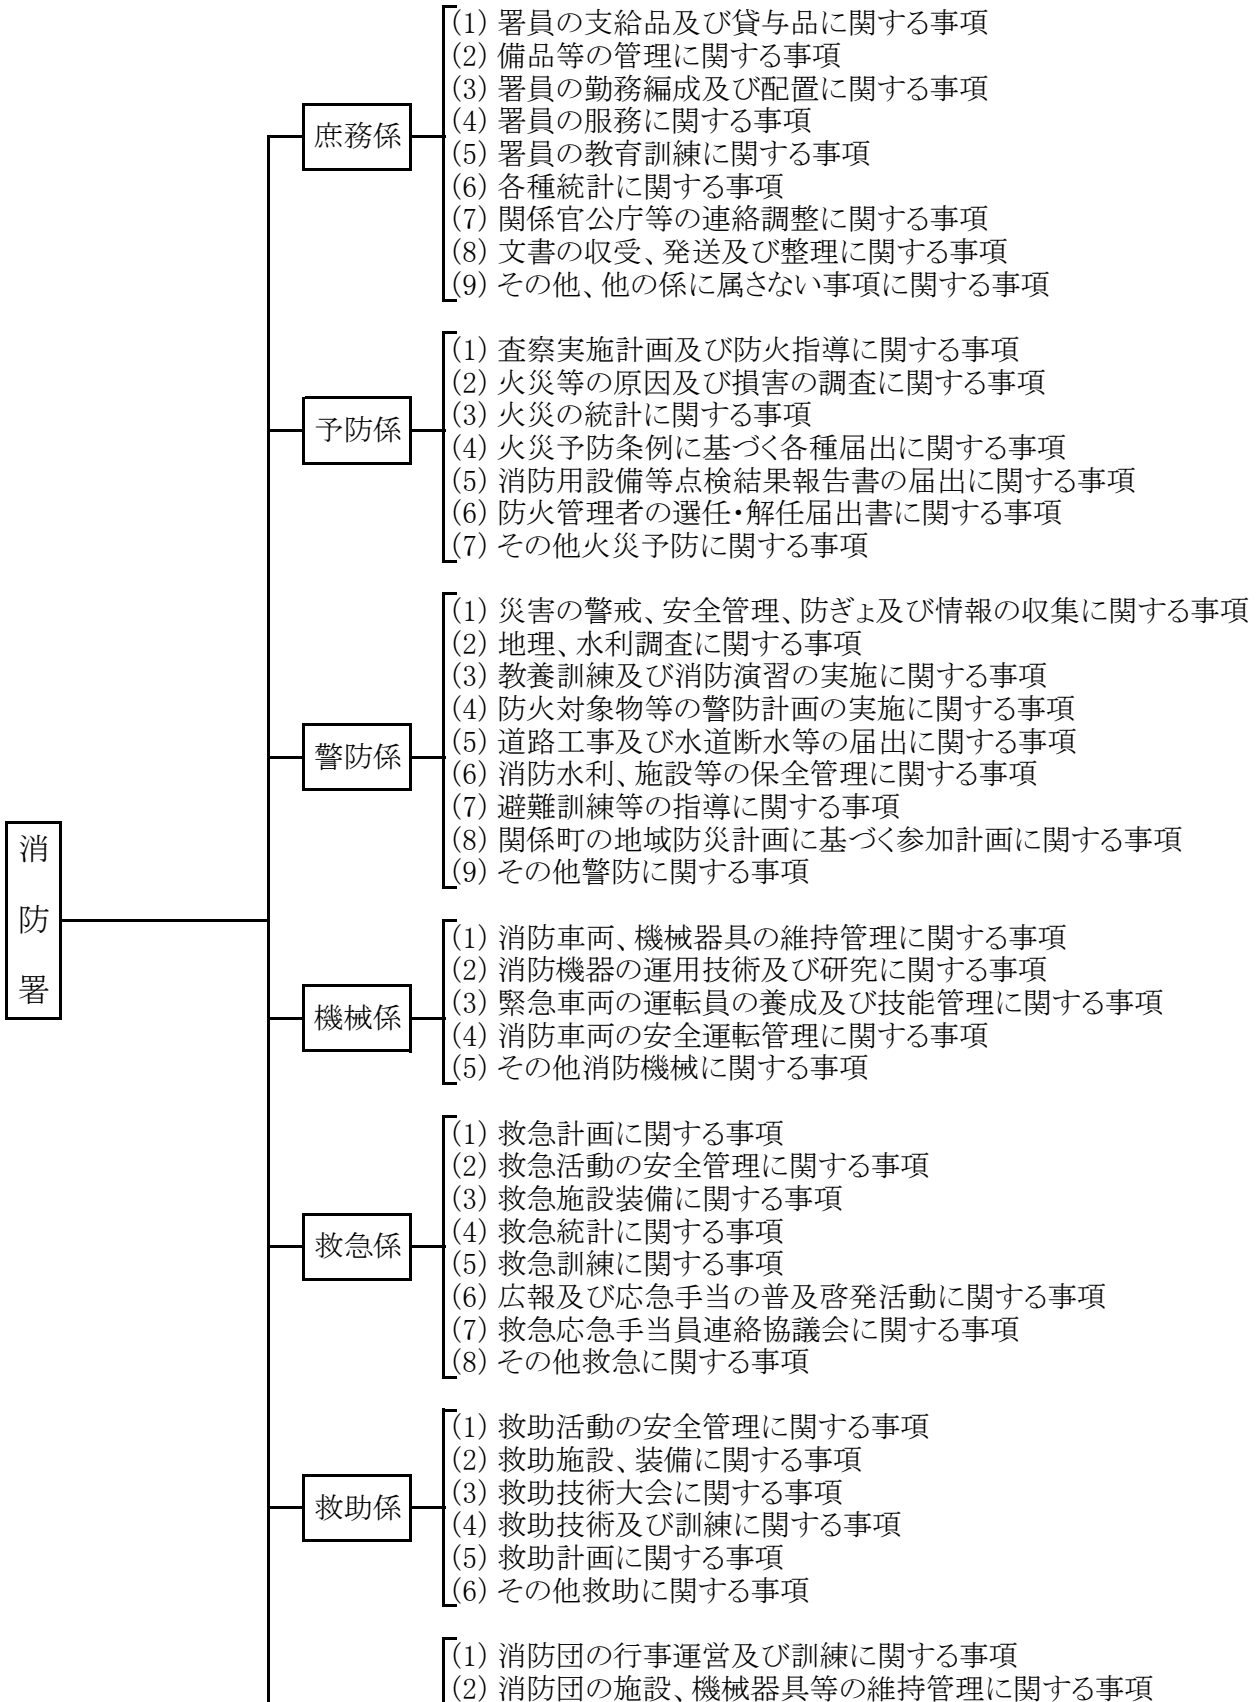 消防署
庶務係
(1) 署員の支給品及び貸与品に関する事項
(2) 備品等の管理に関する事項
(3) 署員の勤務編成及び配置に関する事項
(4) 署員の服務に関する事項
(5) 署員の教育訓練に関する事項
(6) 各種統計に関する事項
(7) 関係官公庁等の連絡調整に関する事項
(8) 文書の収受、発送及び整理に関する事項
(9) その他、他の係に属さない事項に関する事項
予防係
(1) 査察実施計画及び防火指導に関する事項
(2) 火災等の原因及び損害の調査に関する事項
(3) 火災の統計に関する事項
(4) 火災予防条例に基づく各種届出に関する事項
(5) 消防用設備等点検結果報告書の届出に関する事項
(6) 防火管理者の選任・解任届出書に関する事項
(7) その他火災予防に関する事項
警防係
(1) 災害の警戒、安全管理、防ぎょ及び情報の収集に関する事項
(2) 地理、水利調査に関する事項
(3) 教養訓練及び消防演習の実施に関する事項
(4) 防火対象物等の警防計画の実施に関する事項
(5) 道路工事及び水道断水等の届出に関する事項
(6) 消防水利、施設等の保全管理に関する事項
(7) 避難訓練等の指導に関する事項
(8) 関係町の地域防災計画に基づく参加計画に関する事項
(9) その他警防に関する事項
機械係
(1) 消防車両、機械器具の維持管理に関する事項
(2) 消防機器の運用技術及び研究に関する事項
(3) 緊急車両の運転員の養成及び技能管理に関する事項
(4) 消防車両の安全運転管理に関する事項
(5) その他消防機械に関する事項
救急係
(1) 救急計画に関する事項
(2) 救急活動の安全管理に関する事項
(3) 救急施設装備に関する事項
(4) 救急統計に関する事項
(5) 救急訓練に関する事項
(6) 広報及び応急手当の普及啓発活動に関する事項
(7) 救急応急手当員連絡協議会に関する事項
(8) その他救急に関する事項
救助係
(1) 救助活動の安全管理に関する事項
(2) 救助施設、装備に関する事項
(3) 救助技術大会に関する事項
(4) 救助技術及び訓練に関する事項
(5) 救助計画に関する事項
(6) その他救助に関する事項
(1) 消防団の行事運営及び訓練に関する事項
(2) 消防団の施設、機械器具等の維持管理に関する事項